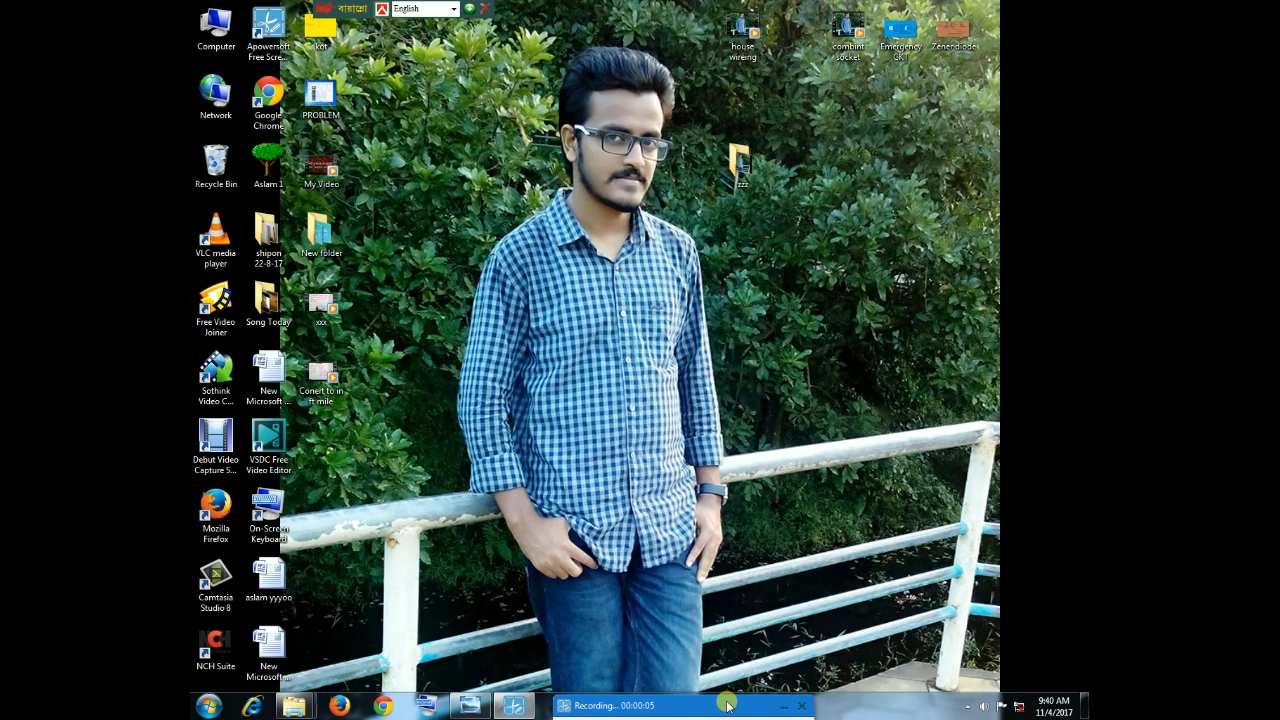 বায়ান্নো
English
Computer
Apowersoft
Free Scre...
kot
house
wireing
combint
socket
Emergency
CKT
Zenendiode
Network
Google
Chrome
PROBLEM
Recycle Bin
Aslam 1
My Video
zzz
VLC media
player
shipon
22-8-17
New folder
Free Video
Joiner
Song Today
xxx
Sothink
Video C...
New
Microsoft ...
Conert to in
ft mile
Debut Video
Capture S...
VSDC Free
Video Editor
Mozilla
Firefox
On-Screen
Keyboard
Camtasia
Studio 8
aslam yyyoo
NCH Suite
New
Microsoft...
Recording... 00:00:05
9:40 AM
11/4/2017